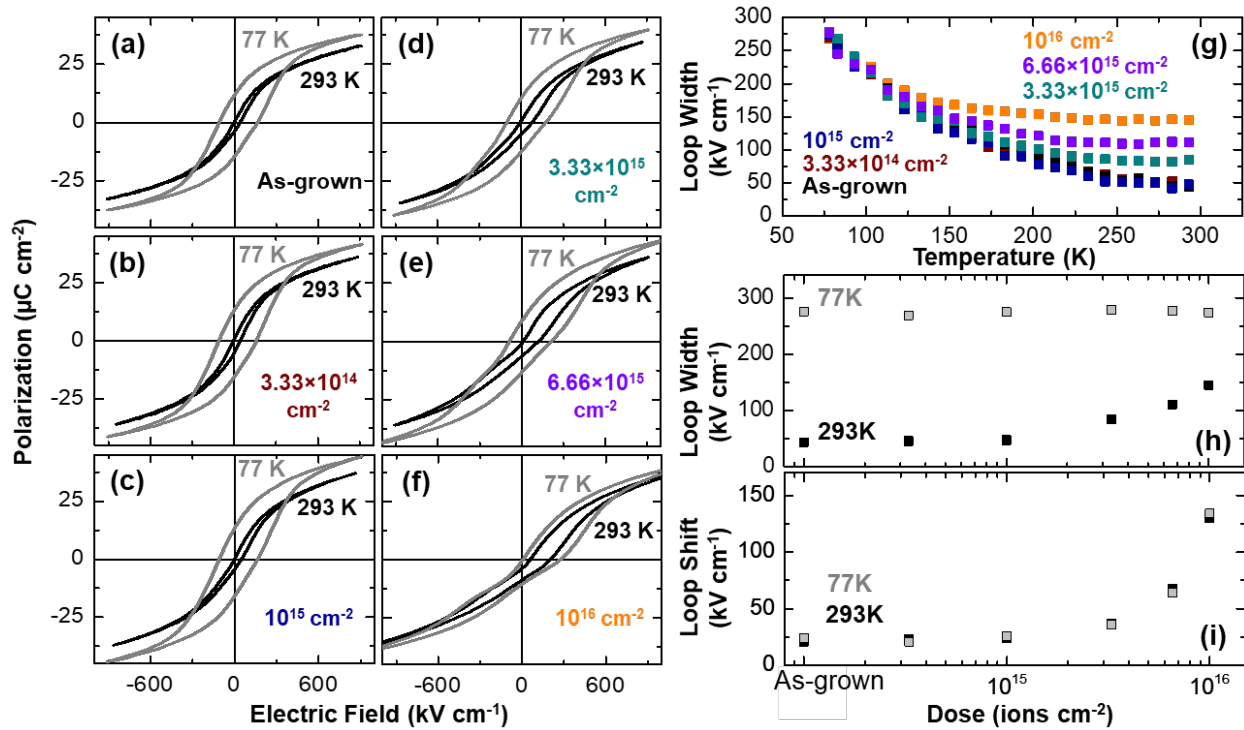 (a)
77 K
293 K
As-grown
25
0
-25
(d)
77 K
293 K
3.33×10¹⁵
cm⁻²
(b)
77 K
293 K
3.33×10¹⁴
cm⁻²
25
0
-25
(e)
77 K
293 K
6.66×10¹⁵
cm⁻²
(c)
77 K
293 K
10¹⁵ cm⁻²
25
0
-25
(f)
77 K
293 K
10¹⁶ cm⁻²
-600
0
600
-600
0
600
Polarization (µC cm⁻²)
Electric Field (kV cm⁻¹)
(g)
10¹⁶ cm⁻²
6.66×10¹⁵ cm⁻²
3.33×10¹⁵ cm⁻²
10¹⁵ cm⁻²
3.33×10¹⁴ cm⁻²
As-grown
300
250
200
150
100
50
0
Loop Width
(kV cm⁻¹)
50
100
150
200
250
300
Temperature (K)
77K
293K
(h)
300
200
100
0
Loop Width
(kV cm⁻¹)
77K
293K
(i)
150
100
50
0
Loop Shift
(kV cm⁻¹)
As-grown
10¹⁵
10¹⁶
Dose (ions cm⁻²)